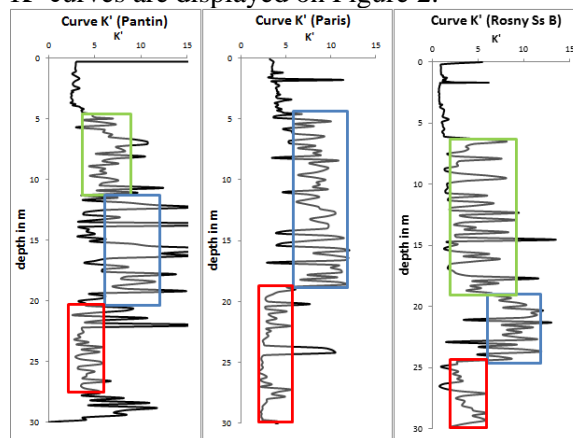 K' curves are displayed on Figure 2.
Curve K' (Pantin)
K'
0 5 10 15
0
5
10
15
20
25
30
depth in m
Curve K' (Paris)
K'
0 5 10 15
0
5
10
15
20
25
30
depth in m
Curve K' (Rosny Ss B)
K'
0 5 10 15
0
5
10
15
20
25
30
depth in m